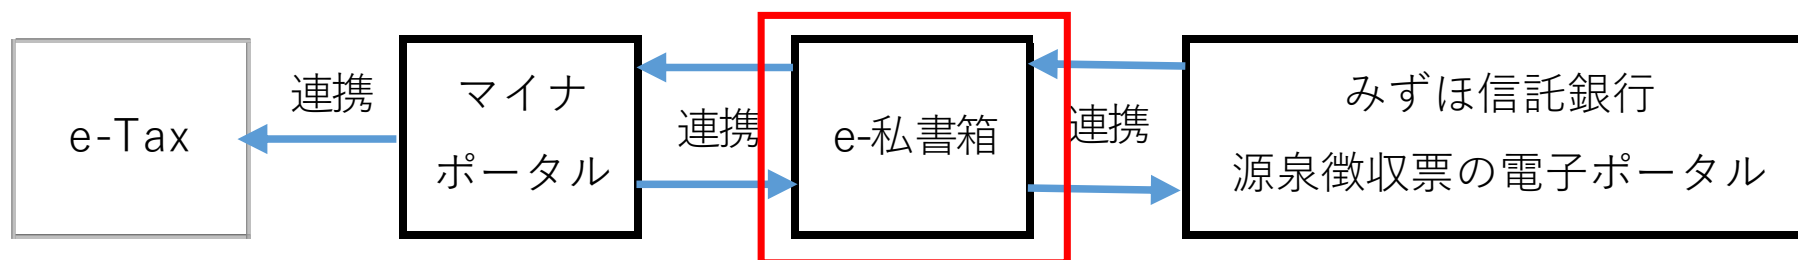 e-Tax
連携
マイナ
ポータル
連携
e-私書箱
連携
みずほ信託銀行
源泉徴収票の電子ポータル